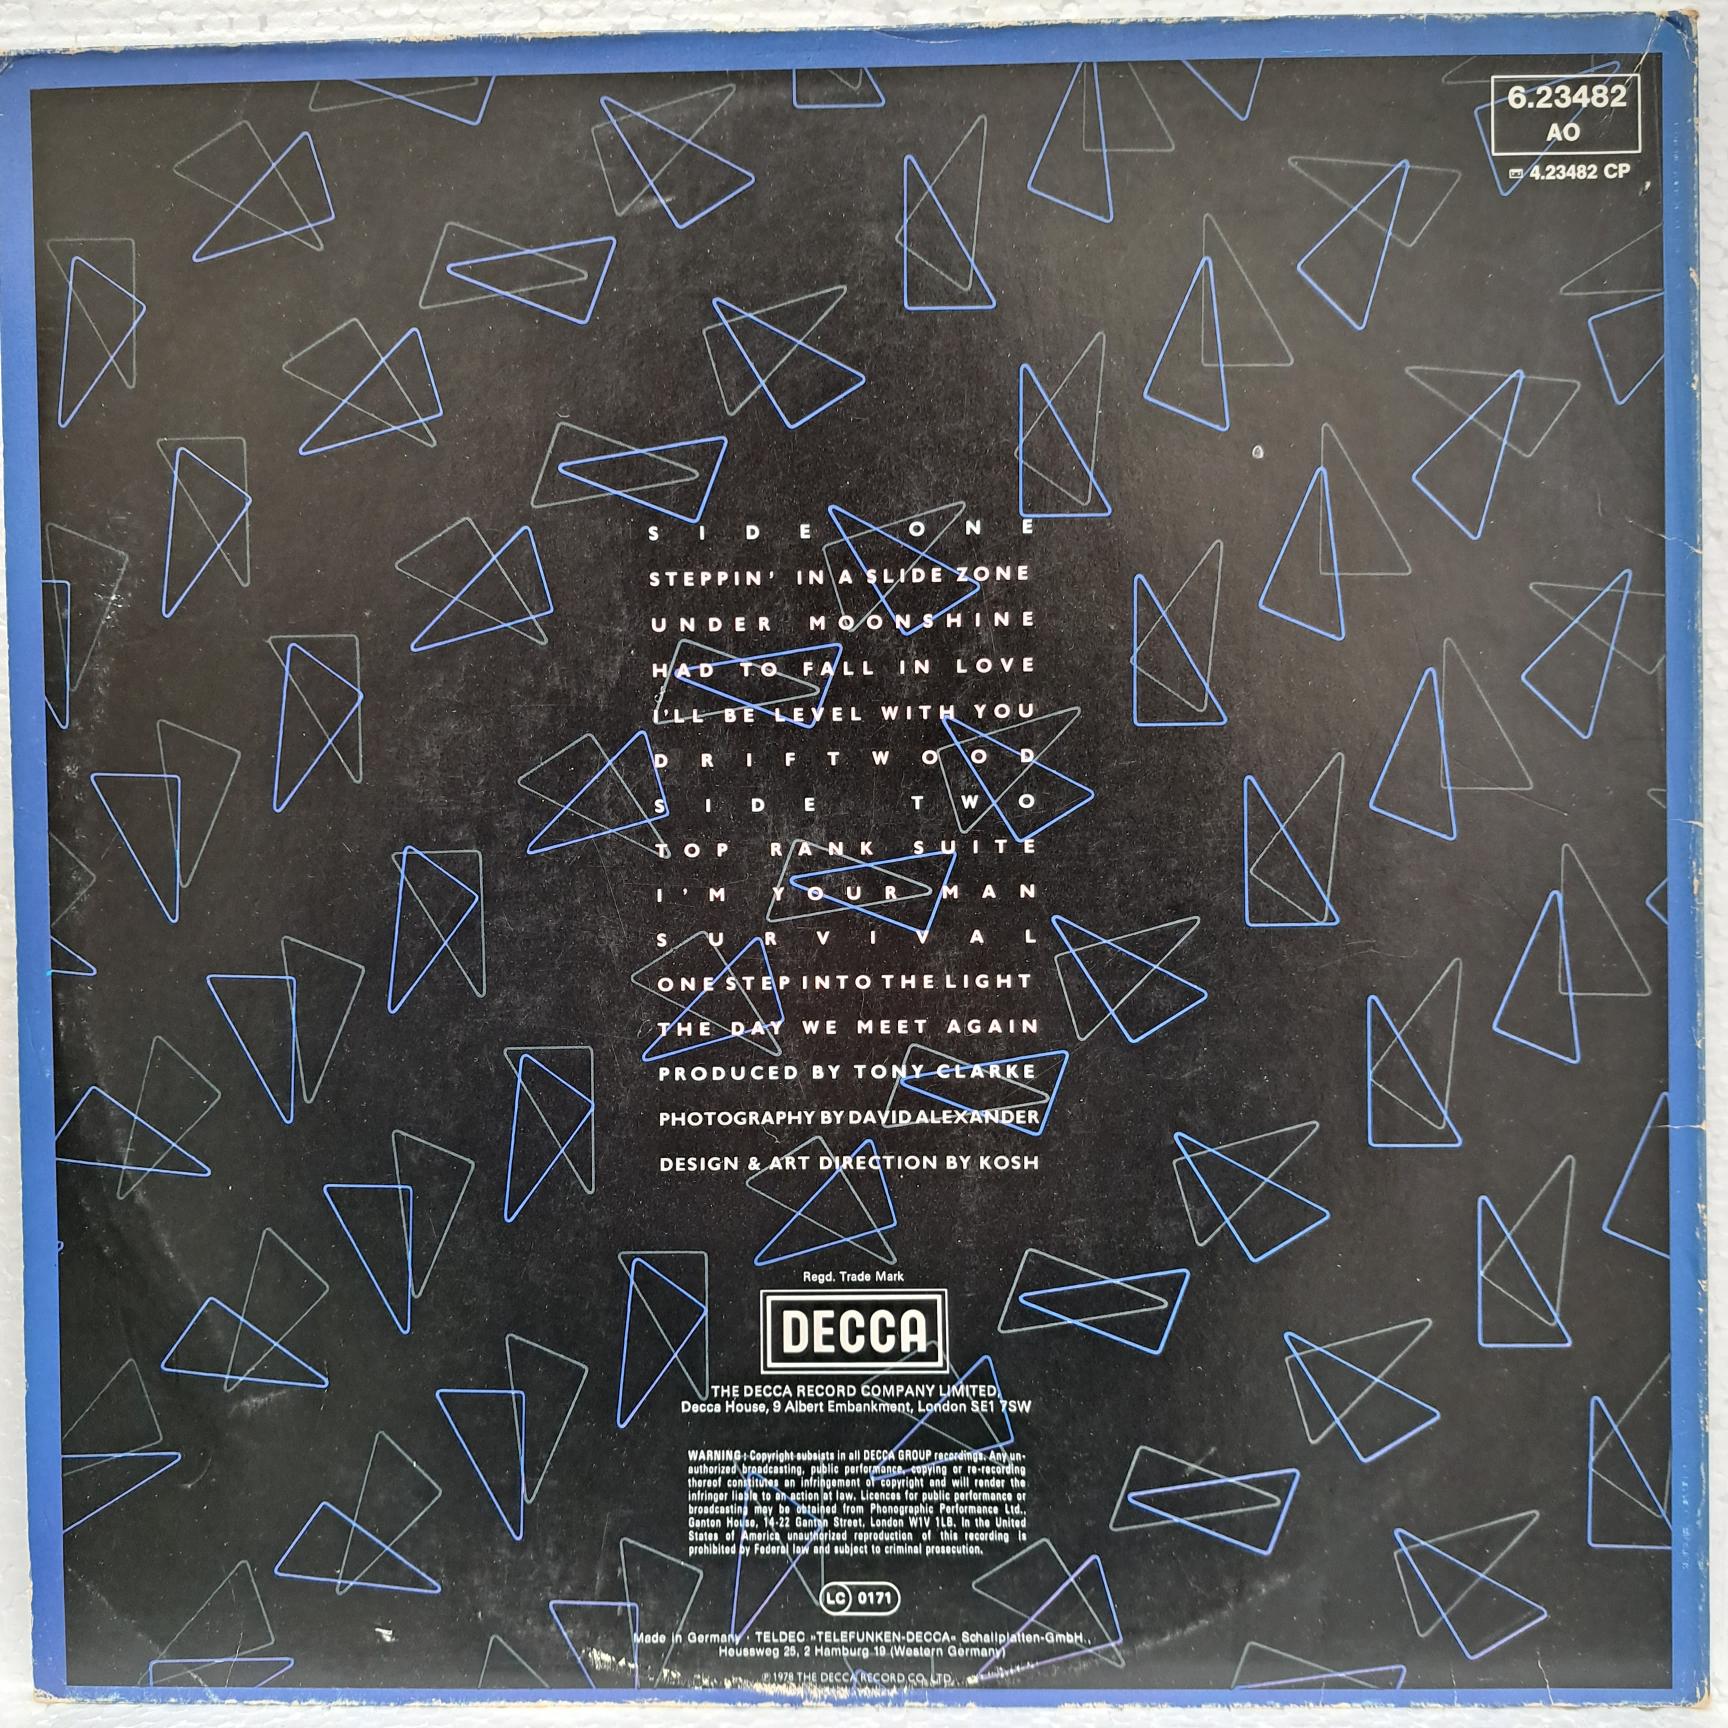 6.23482
AO
4.23482 CP
SIDE ONE
STEPPIN' IN A SLIDE ZONE
UNDER MOONSHINE
HAD TO FALL IN LOVE
I'LL BE LEVEL WITH YOU
DRIFTWOOD
SIDE TWO
TOP RANK SUITE
I'M YOUR MAN
SURVIVAL
ONE STEP INTO THE LIGHT
THE DAY WE MEET AGAIN
PRODUCED BY TONY CLARKE
PHOTOGRAPHY BY DAVID ALEXANDER
DESIGN & ART DIRECTION BY KOSH
Regd. Trade Mark
DECCA
THE DECCA RECORD COMPANY LIMITED,
Decca House, 9 Albert Embankment, London SE1 7SW
WARNING: Copyright subsists in all DECCA GROUP recordings. Any un-
authorized broadcasting, public performance, copying or re-recording
thereof constitutes an infringement of copyright and will render the
infringer liable to an action at law. Licences for public performance or
broadcasting may be obtained from Phonographic Performance Ltd.,
Ganton House, 14-22 Ganton Street, London W1V 1LB. In the United
States of America unauthorized reproduction of this recording is
prohibited by Federal law and subject to criminal prosecution.
LC 0171
Made in Germany · TELDEC »TELEFUNKEN-DECCA« Schallplatten-GmbH.,
Heussweg 25, 2 Hamburg 19 (Western Germany)
℗ 1978 THE DECCA RECORD CO. LTD.